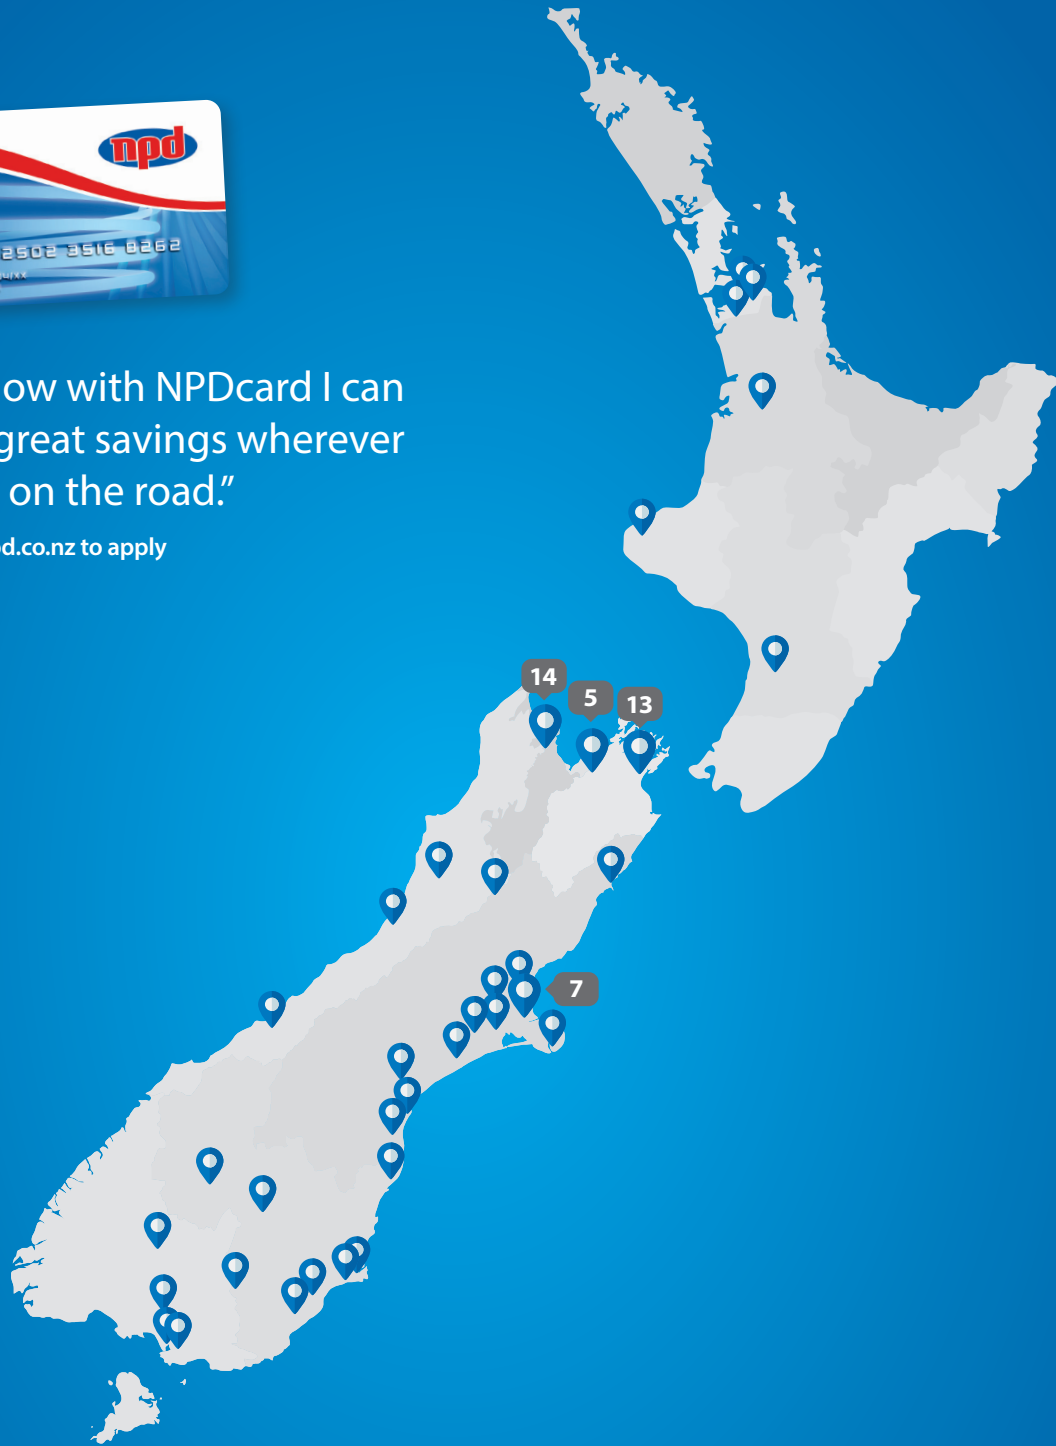 npd
2502 3516 8262
ow with NPDcard I can
great savings wherever
on the road.”
d.co.nz to apply
14
5
13
7